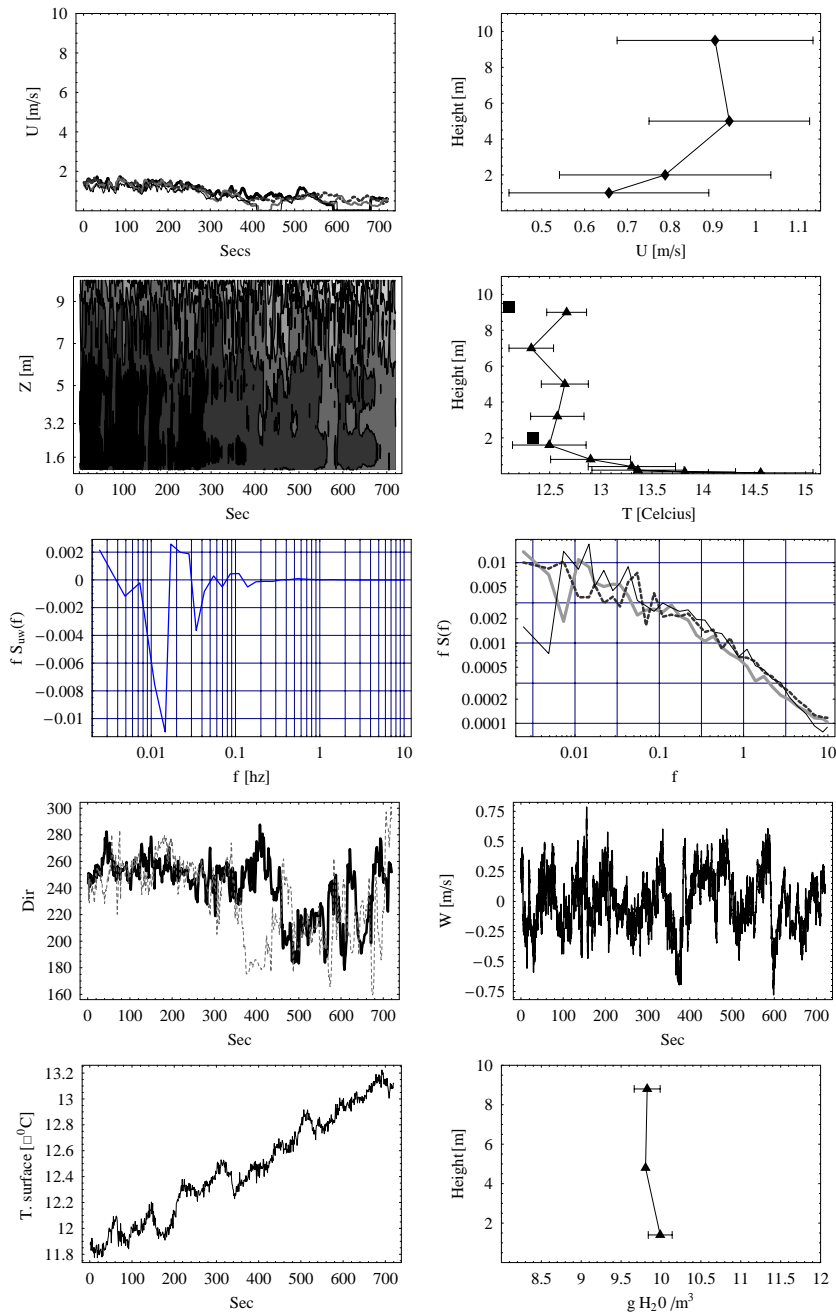 10
8
6
4
2
U [m/s]
0 100 200 300 400 500 600 700
Secs
10
8
6
4
2
Height [m]
0.5 0.6 0.7 0.8 0.9 1 1.1
U [m/s]
9
7
5
3.2
1.6
Z [m]
0 100 200 300 400 500 600 700
Sec
10
8
6
4
2
0
Height [m]
12.5 13 13.5 14 14.5 15
T [Celcius]
0.002
0
−0.002
−0.004
−0.006
−0.008
−0.01
f Suw(f)
0.01 0.1 1 10
f [hz]
0.01
0.005
0.001
0.0005
0.0001
f S(f)
0.01 0.1 1 10
f
300
280
260
240
220
200
180
160
Dir
0 100 200 300 400 500 600 700
Sec
0.75
0.5
0.25
0
−0.25
−0.5
−0.75
W [m/s]
0 100 200 300 400 500 600 700
Sec
13.2
13
12.8
12.6
12.4
12.2
12
11.8
T. surface [□⁰C]
0 100 200 300 400 500 600 700
Sec
10
8
6
4
2
Height [m]
8.5 9 9.5 10 10.5 11 11.5 12
g H₂0 /m³